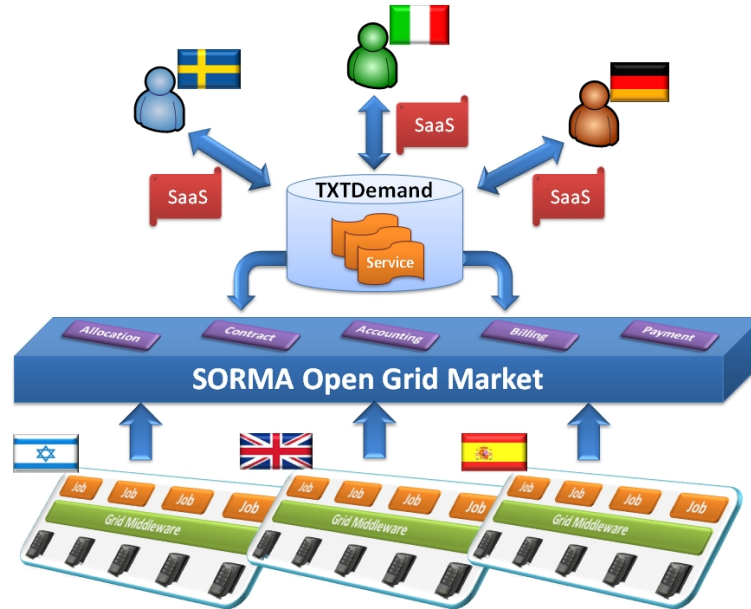 SaaS
TXTDemand
SaaS
SaaS
Service
Allocation
Contract
Accounting
Billing
Payment
SORMA Open Grid Market
Job
Job
Job
Job
Grid Middleware
Job
Job
Job
Job
Grid Middleware
Job
Job
Job
Job
Grid Middleware